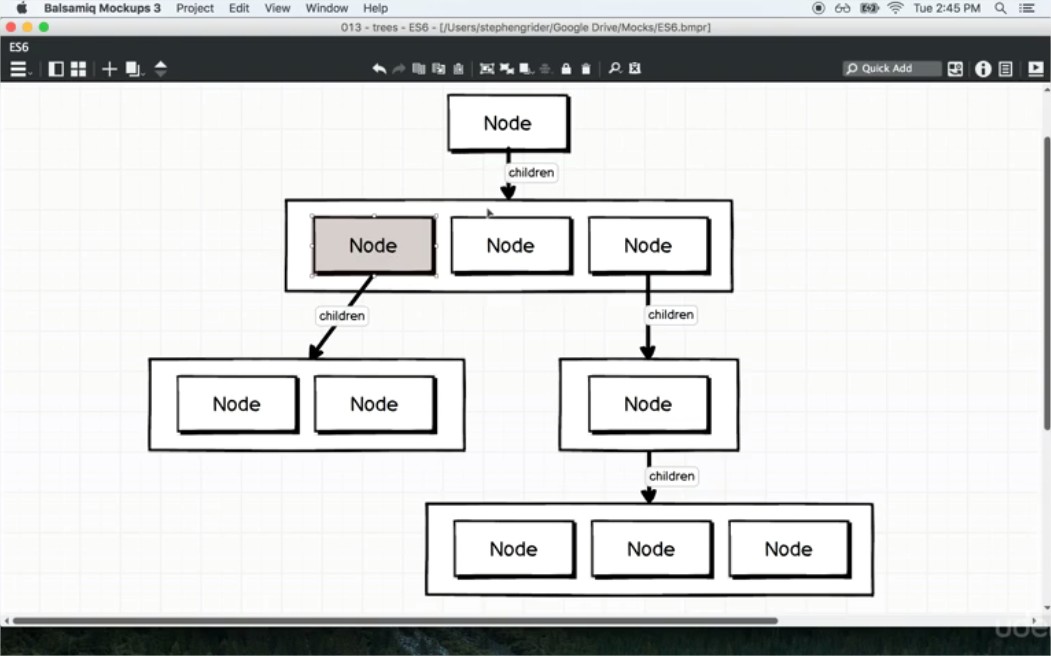 Balsamiq Mockups 3 Project Edit View Window Help Tue 2:45 PM
013 - trees - ES6 - [/Users/stephengrider/Google Drive/Mocks/ES6.bmpr]
ES6
Quick Add
Node
children
Node Node Node
children children
Node Node Node
children
Node Node Node